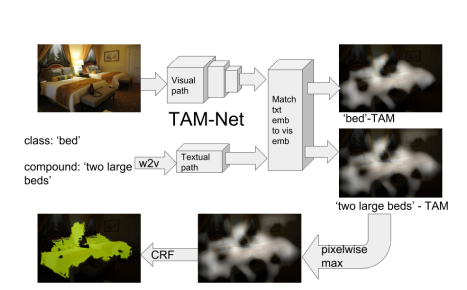 Visual
path
TAM-Net
Match
txt
emb
to vis
emb
'bed'-TAM
class: 'bed'
compound: 'two large
beds'
w2v
Textual
path
'two large beds' - TAM
CRF
pixelwise
max